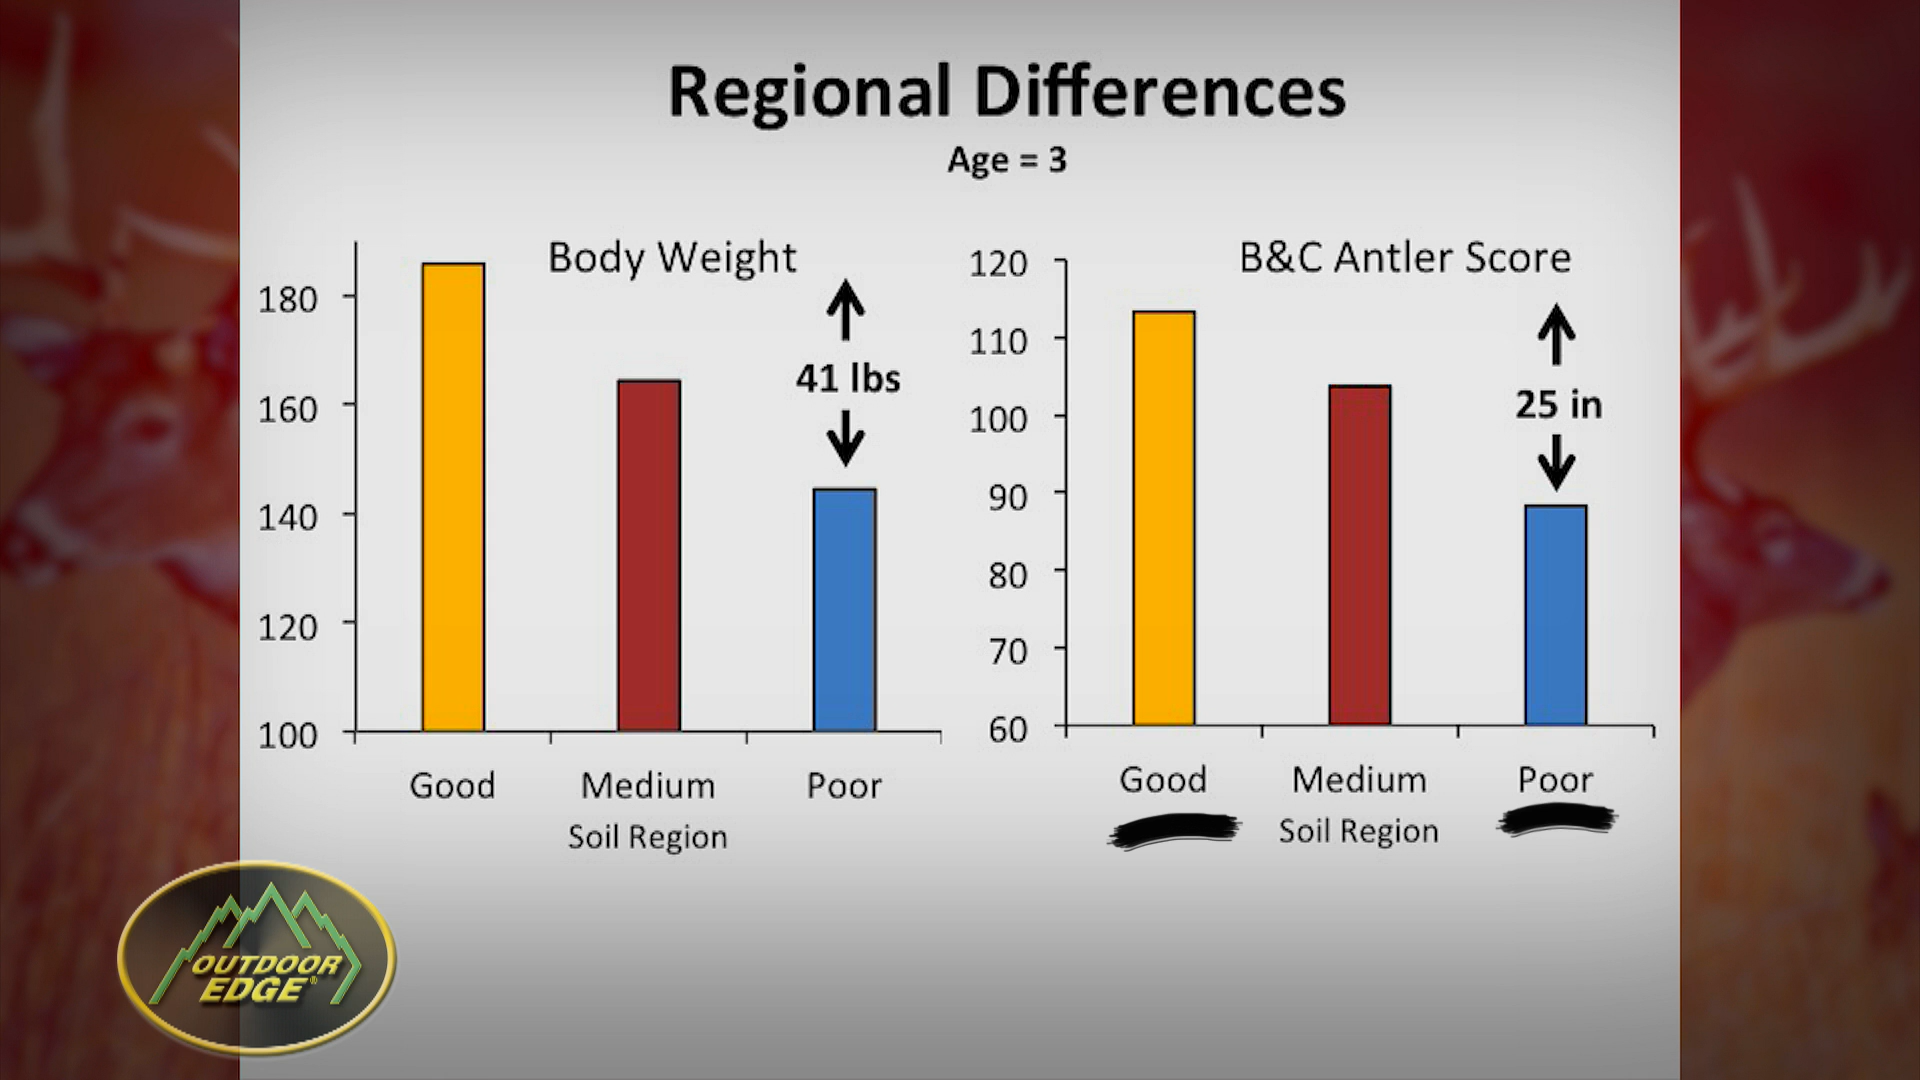 Regional Differences
Age = 3
Body Weight
180
160
140
120
100
41 lbs
Good Medium Poor
Soil Region
B&C Antler Score
120
110
100
90
80
70
60
25 in
Good Medium Poor
Soil Region
OUTDOOR
EDGE®